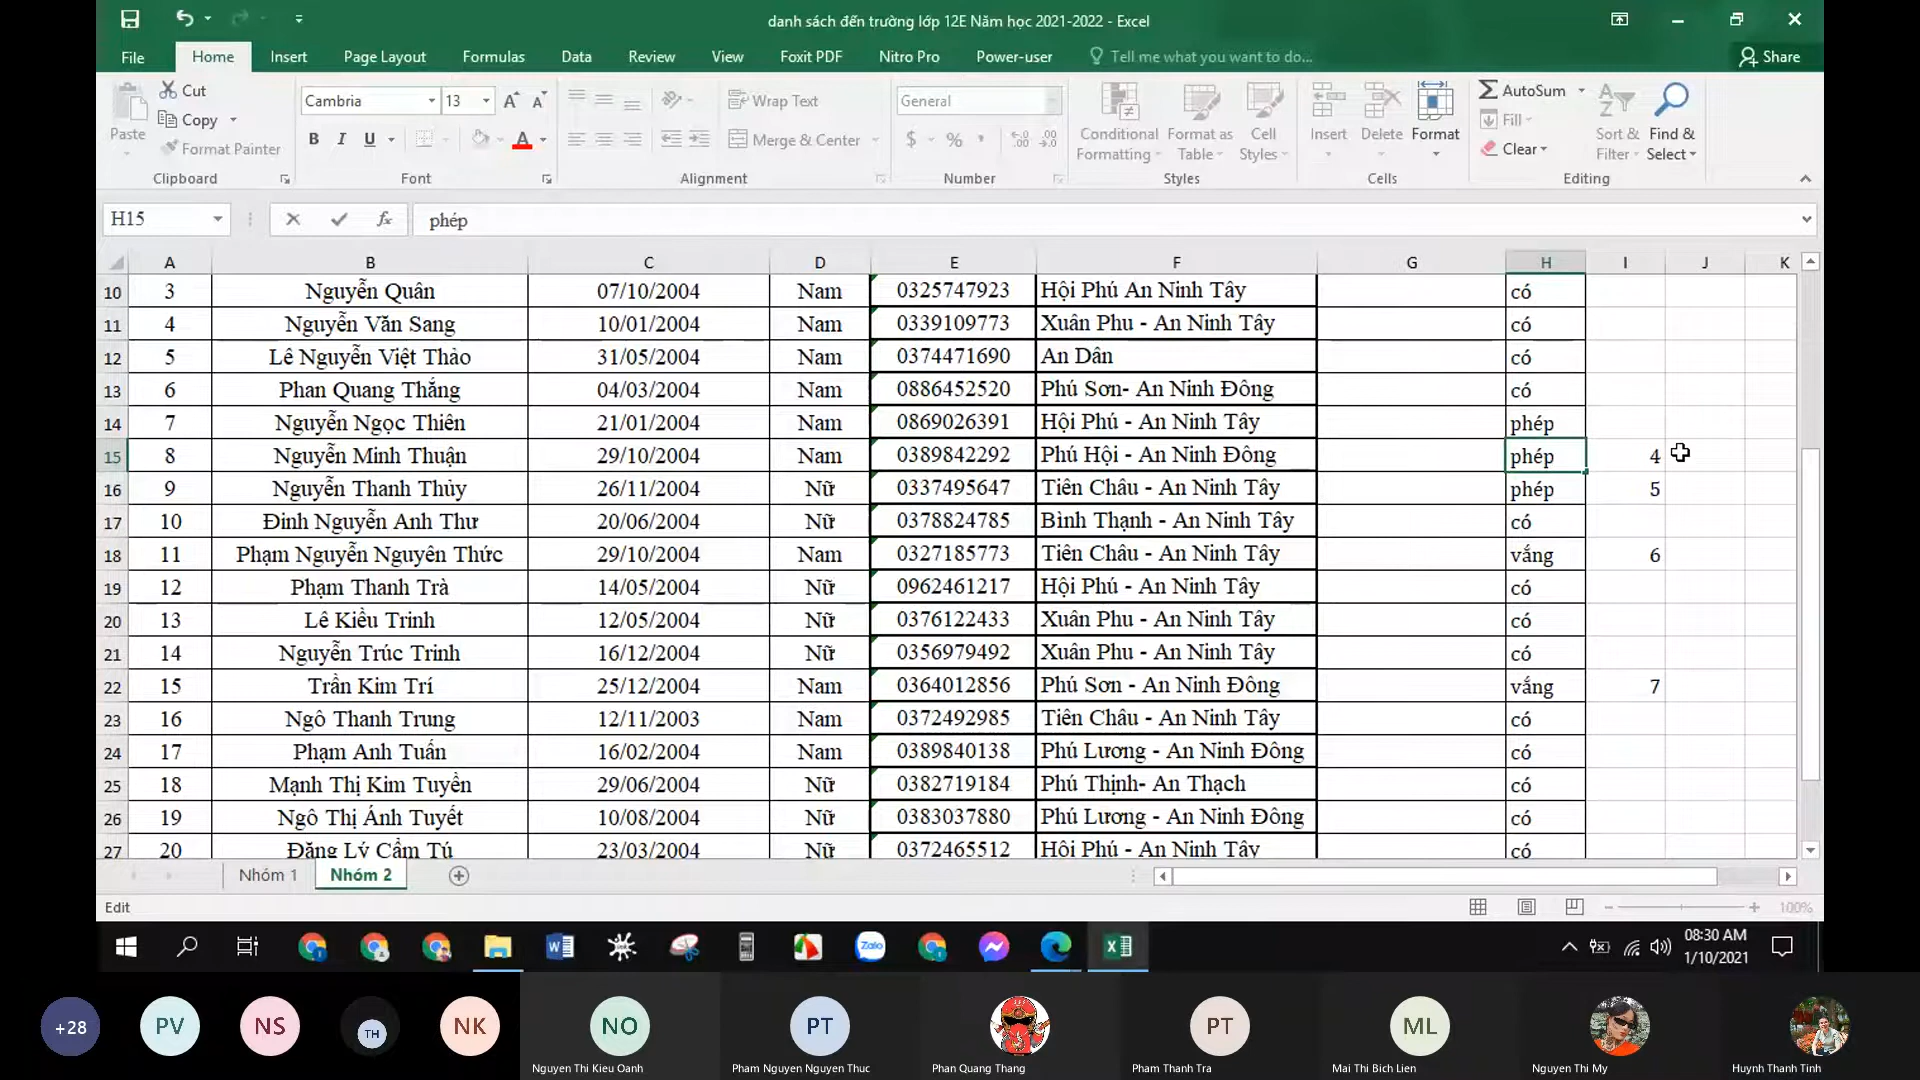 danh sách đến trường lớp 12E Năm học 2021-2022 - Excel
File Home Insert Page Layout Formulas Data Review View Foxit PDF Nitro Pro Power-user Tell me what you want to do... Share
Paste Cut Copy Format Painter
Cambria 13 B I U A
Wrap Text Merge & Center
General $ %
Conditional Formatting Format as Table Cell Styles
Insert Delete Format
AutoSum Fill Clear Sort & Filter Find & Select
Clipboard Font Alignment Number Styles Cells Editing
H15 fx phép
A B C D E F G H I J K
10 3 Nguyễn Quân 07/10/2004 Nam 0325747923 Hội Phú An Ninh Tây có
11 4 Nguyễn Văn Sang 10/01/2004 Nam 0339109773 Xuân Phu - An Ninh Tây có
12 5 Lê Nguyễn Việt Thảo 31/05/2004 Nam 0374471690 An Dân có
13 6 Phan Quang Thắng 04/03/2004 Nam 0886452520 Phú Sơn- An Ninh Đông có
14 7 Nguyễn Ngọc Thiên 21/01/2004 Nam 0869026391 Hội Phú - An Ninh Tây phép
15 8 Nguyễn Minh Thuận 29/10/2004 Nam 0389842292 Phú Hội - An Ninh Đông phép 4
16 9 Nguyễn Thanh Thủy 26/11/2004 Nữ 0337495647 Tiên Châu - An Ninh Tây phép 5
17 10 Đinh Nguyễn Anh Thư 20/06/2004 Nữ 0378824785 Bình Thạnh - An Ninh Tây có
18 11 Phạm Nguyễn Nguyên Thức 29/10/2004 Nam 0327185773 Tiên Châu - An Ninh Tây vắng 6
19 12 Phạm Thanh Trà 14/05/2004 Nữ 0962461217 Hội Phú - An Ninh Tây có
20 13 Lê Kiều Trinh 12/05/2004 Nữ 0376122433 Xuân Phu - An Ninh Tây có
21 14 Nguyễn Trúc Trinh 16/12/2004 Nữ 0356979492 Xuân Phu - An Ninh Tây có
22 15 Trần Kim Trí 25/12/2004 Nam 0364012856 Phú Sơn - An Ninh Đông vắng 7
23 16 Ngô Thanh Trung 12/11/2003 Nam 0372492985 Tiên Châu - An Ninh Tây có
24 17 Phạm Anh Tuấn 16/02/2004 Nam 0389840138 Phú Lương - An Ninh Đông có
25 18 Mạnh Thị Kim Tuyền 29/06/2004 Nữ 0382719184 Phú Thịnh- An Thạch có
26 19 Ngô Thị Ánh Tuyết 10/08/2004 Nữ 0383037880 Phú Lương - An Ninh Đông có
27 20 Đặng Lý Cẩm Tú 23/03/2004 Nữ 0372465512 Hội Phú - An Ninh Tây có
Nhóm 1 Nhóm 2
Edit 100%
Zalo
08:30 AM
1/10/2021
+28 PV NS TH NK NO PT PT ML
Nguyen Thi Kieu Oanh Pham Nguyen Nguyen Thuc Phan Quang Thang Pham Thanh Tra Mai Thi Bich Lien Nguyen Thi My Huynh Thanh Tinh